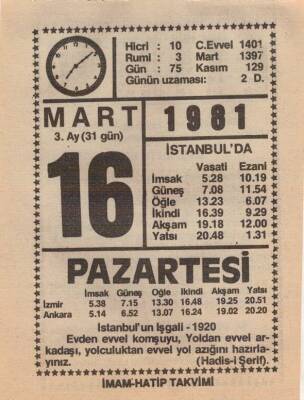 Hicri : 10 C.Evvel 1401
Rumi : 3 Mart 1397
Gün : 75 Kasım 129
Günün uzaması: 2 D.
MART 1981
3. Ay (31 gün)
16
İSTANBUL'DA
Vasati Ezani
İmsak 5.28 10.19
Güneş 7.08 11.54
Öğle 13.23 6.07
İkindi 16.39 9.29
Akşam 19.18 12.00
Yatsı 20.48 1.31
PAZARTESİ
İmsak Güneş Oğle İkindi Akşam Yatsı
İzmir 5.38 7.15 13.30 16.48 19.25 20.51
Ankara 5.14 6.52 13.07 16.24 19.02 20.20
Istanbul'un Işgali - 1920
Evden evvel komşuyu, Yoldan evvel ar-
kadaşı, yolculuktan evvel yol azığını hazırla-
yınız. (Hadis-i Şerif).
İMAM-HATİP TAKVİMİ